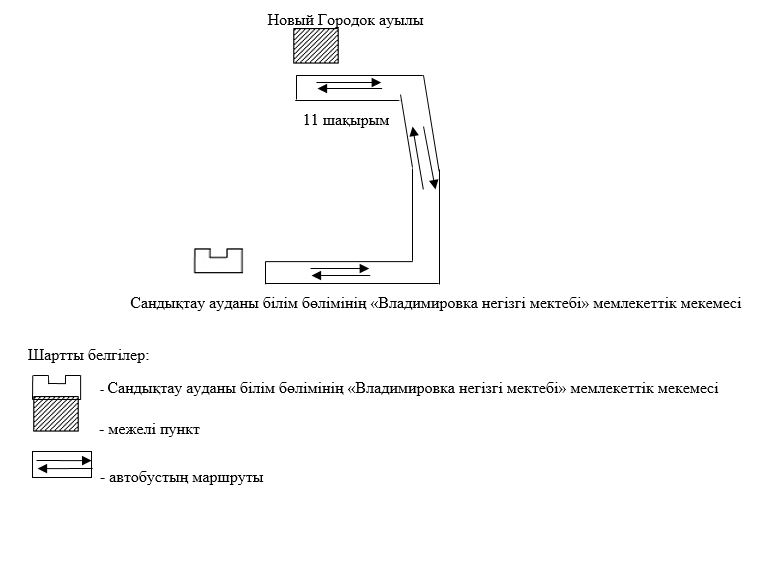 Новый Городок ауылы
11 шақырым
Сандықтау ауданы білім бөлімінің «Владимировка негізгі мектебі» мемлекеттік мекемесі
Шартты белгілер:
- Сандықтау ауданы білім бөлімінің «Владимировка негізгі мектебі» мемлекеттік мекемесі
- межелі пункт
- автобустың маршруты